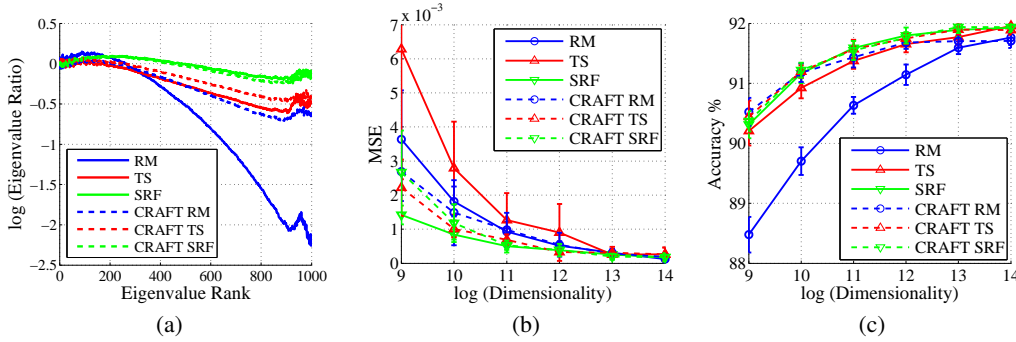 0.5
0
−0.5
−1
−1.5
−2
−2.5
log (Eigenvalue Ratio)
RM
TS
SRF
CRAFT RM
CRAFT TS
CRAFT SRF
0 200 400 600 800 1000
Eigenvalue Rank
(a)
x 10⁻³
7
6
5
4
3
2
1
0
MSE
RM
TS
SRF
CRAFT RM
CRAFT TS
CRAFT SRF
9 10 11 12 13 14
log (Dimensionality)
(b)
92
91
90
89
88
Accuracy %
RM
TS
SRF
CRAFT RM
CRAFT TS
CRAFT SRF
9 10 11 12 13 14
log (Dimensionality)
(c)